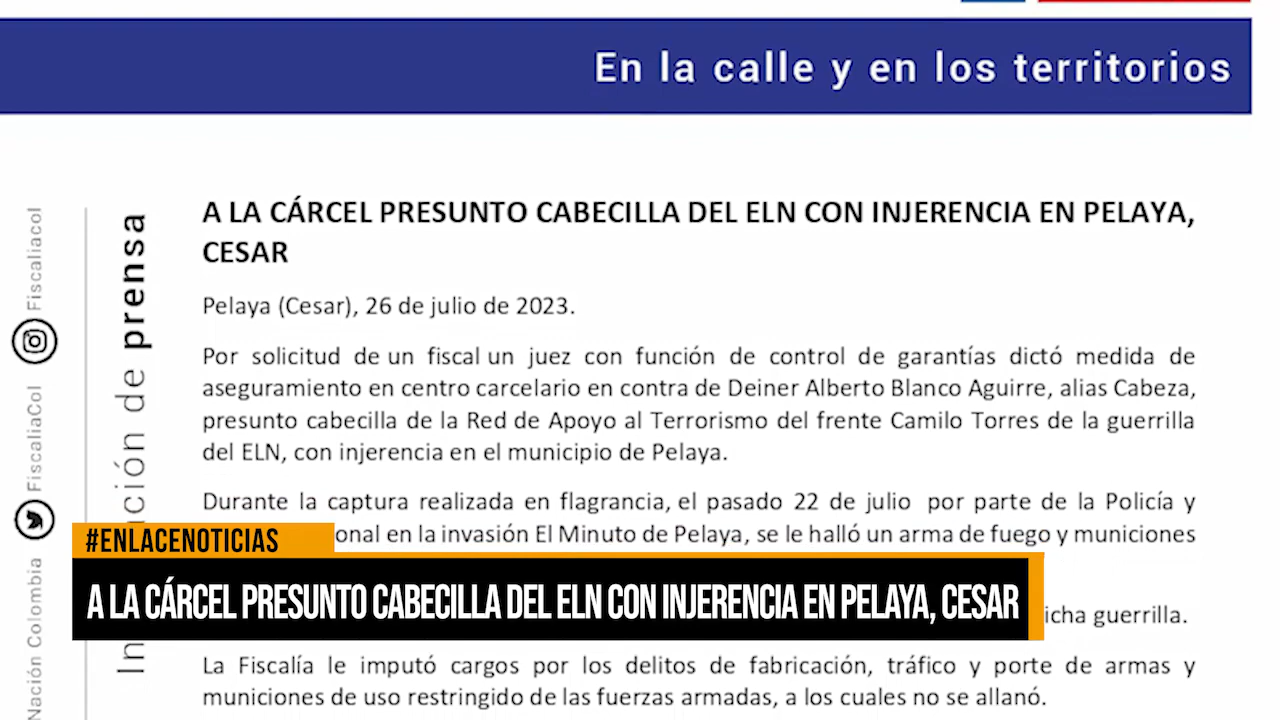 En la calle y en los territorios
A LA CÁRCEL PRESUNTO CABECILLA DEL ELN CON INJERENCIA EN PELAYA,
CESAR
Pelaya (Cesar), 26 de julio de 2023.
Por solicitud de un fiscal un juez con función de control de garantías dictó medida de
aseguramiento en centro carcelario en contra de Deiner Alberto Blanco Aguirre, alias Cabeza,
presunto cabecilla de la Red de Apoyo al Terrorismo del frente Camilo Torres de la guerrilla
del ELN, con injerencia en el municipio de Pelaya.
Durante la captura realizada en flagrancia, el pasado 22 de julio por parte de la Policía y
onal en la invasión El Minuto de Pelaya, se le halló un arma de fuego y municiones
icha guerrilla.
La Fiscalía le imputó cargos por los delitos de fabricación, tráfico y porte de armas y
municiones de uso restringido de las fuerzas armadas, a los cuales no se allanó.
#ENLACENOTICIAS
A LA CÁRCEL PRESUNTO CABECILLA DEL ELN CON INJERENCIA EN PELAYA, CESAR
In ción de prensa
Fiscaliacol
FiscaliaCol
Nación Colombia